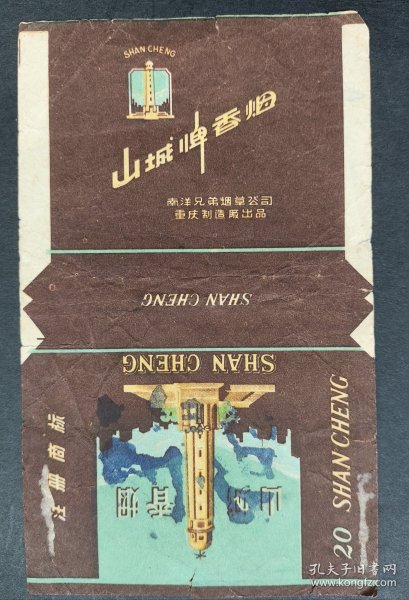 SHAN CHENG
山城牌香烟
南洋兄弟烟草公司
重庆制造厂出品
SHAN CHENG
SHAN CHENG
山城
香烟
注册商标
20 SHAN CHENG
孔夫子旧书网
http://www.kongfz.com